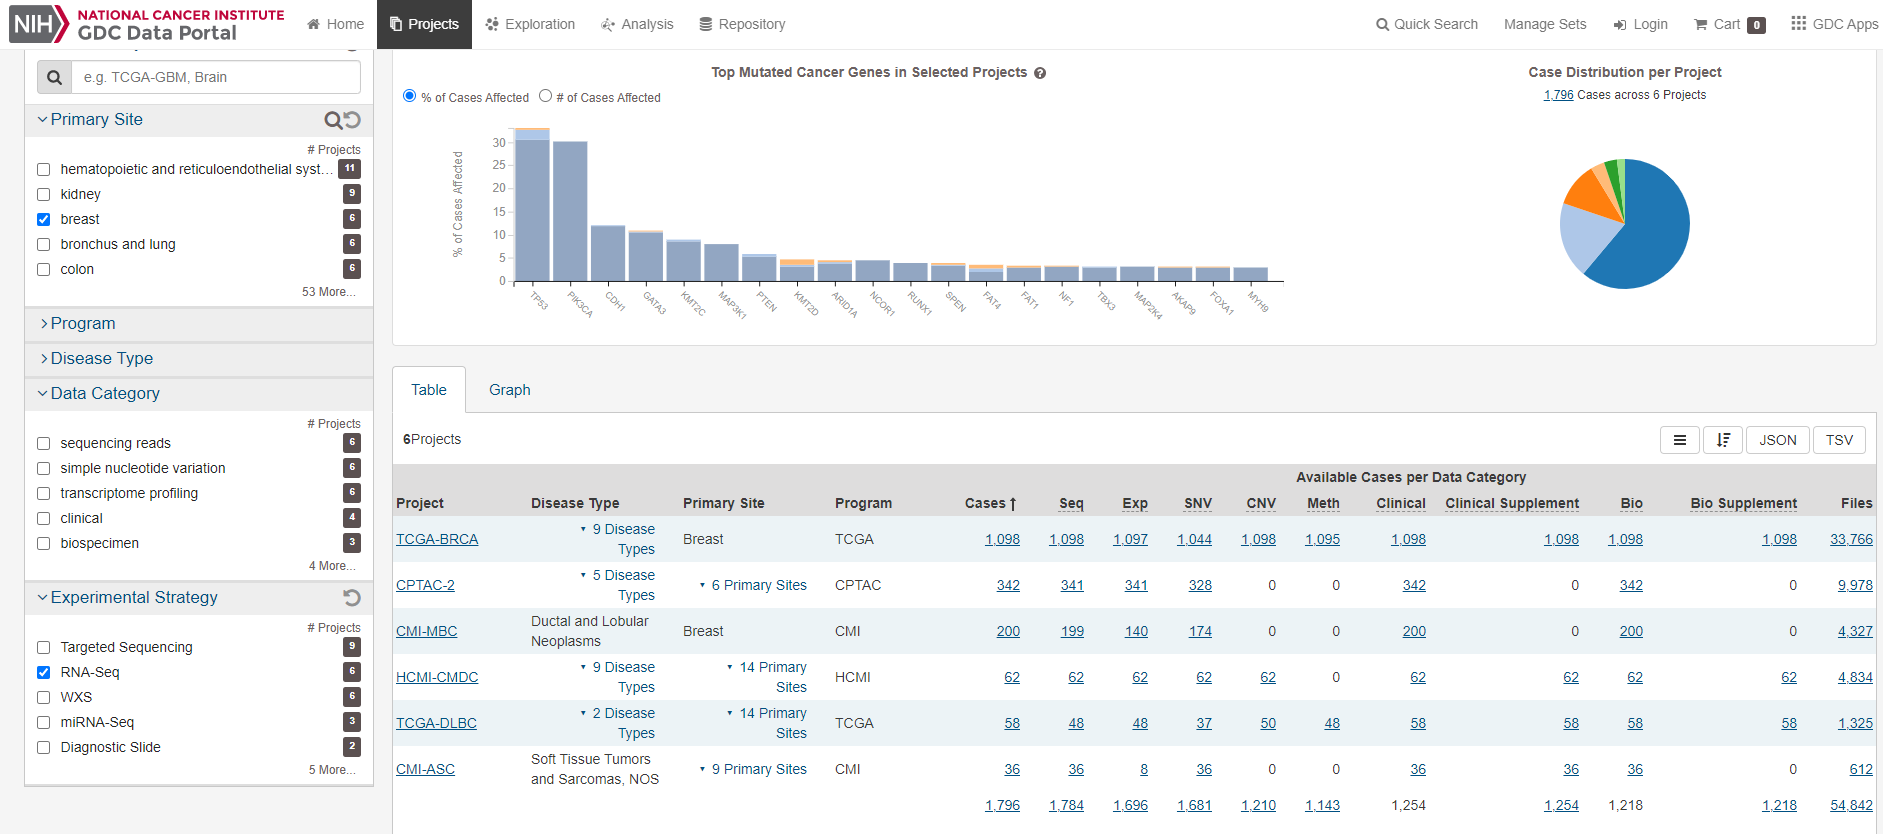 NIH NATIONAL CANCER INSTITUTE
GDC Data Portal
Home
Projects
Exploration
Analysis
Repository
Quick Search
Manage Sets
Login
Cart 0
GDC Apps
e.g. TCGA-GBM, Brain
Primary Site
# Projects
hematopoietic and reticuloendothelial syst... 11
kidney 9
breast 6
bronchus and lung 6
colon 6
53 More...
Program
Disease Type
Data Category
# Projects
sequencing reads 6
simple nucleotide variation 6
transcriptome profiling 6
clinical 4
biospecimen 3
4 More...
Experimental Strategy
# Projects
Targeted Sequencing 9
RNA-Seq 6
WXS 6
miRNA-Seq 3
Diagnostic Slide 2
5 More...
Top Mutated Cancer Genes in Selected Projects ?
% of Cases Affected # of Cases Affected
% of Cases Affected
30
25
20
15
10
5
0
TP53 PIK3CA CDH1 GATA3 KMT2C MAP3K1 PTEN KMT2D ARID1A NCOR1 RUNX1 SPEN FAT4 FAT1 NF1 TBX3 MAP2K4 AKAP9 FOXA1 MYH9
Case Distribution per Project
1,796 Cases across 6 Projects
Table Graph
6Projects
JSON TSV
Available Cases per Data Category
Project Disease Type Primary Site Program Cases Seq Exp SNV CNV Meth Clinical Clinical Supplement Bio Bio Supplement Files
TCGA-BRCA 9 Disease Types Breast TCGA 1,098 1,098 1,097 1,044 1,098 1,095 1,098 1,098 1,098 1,098 33,766
CPTAC-2 5 Disease Types 6 Primary Sites CPTAC 342 341 341 328 0 0 342 0 342 0 9,978
CMI-MBC Ductal and Lobular Neoplasms Breast CMI 200 199 140 174 0 0 200 0 200 0 4,327
HCMI-CMDC 9 Disease Types 14 Primary Sites HCMI 62 62 62 62 62 0 62 62 62 62 4,834
TCGA-DLBC 2 Disease Types 14 Primary Sites TCGA 58 48 48 37 50 48 58 58 58 58 1,325
CMI-ASC Soft Tissue Tumors and Sarcomas, NOS 9 Primary Sites CMI 36 36 8 36 0 0 36 36 36 0 612
1,796 1,784 1,696 1,681 1,210 1,143 1,254 1,254 1,218 1,218 54,842